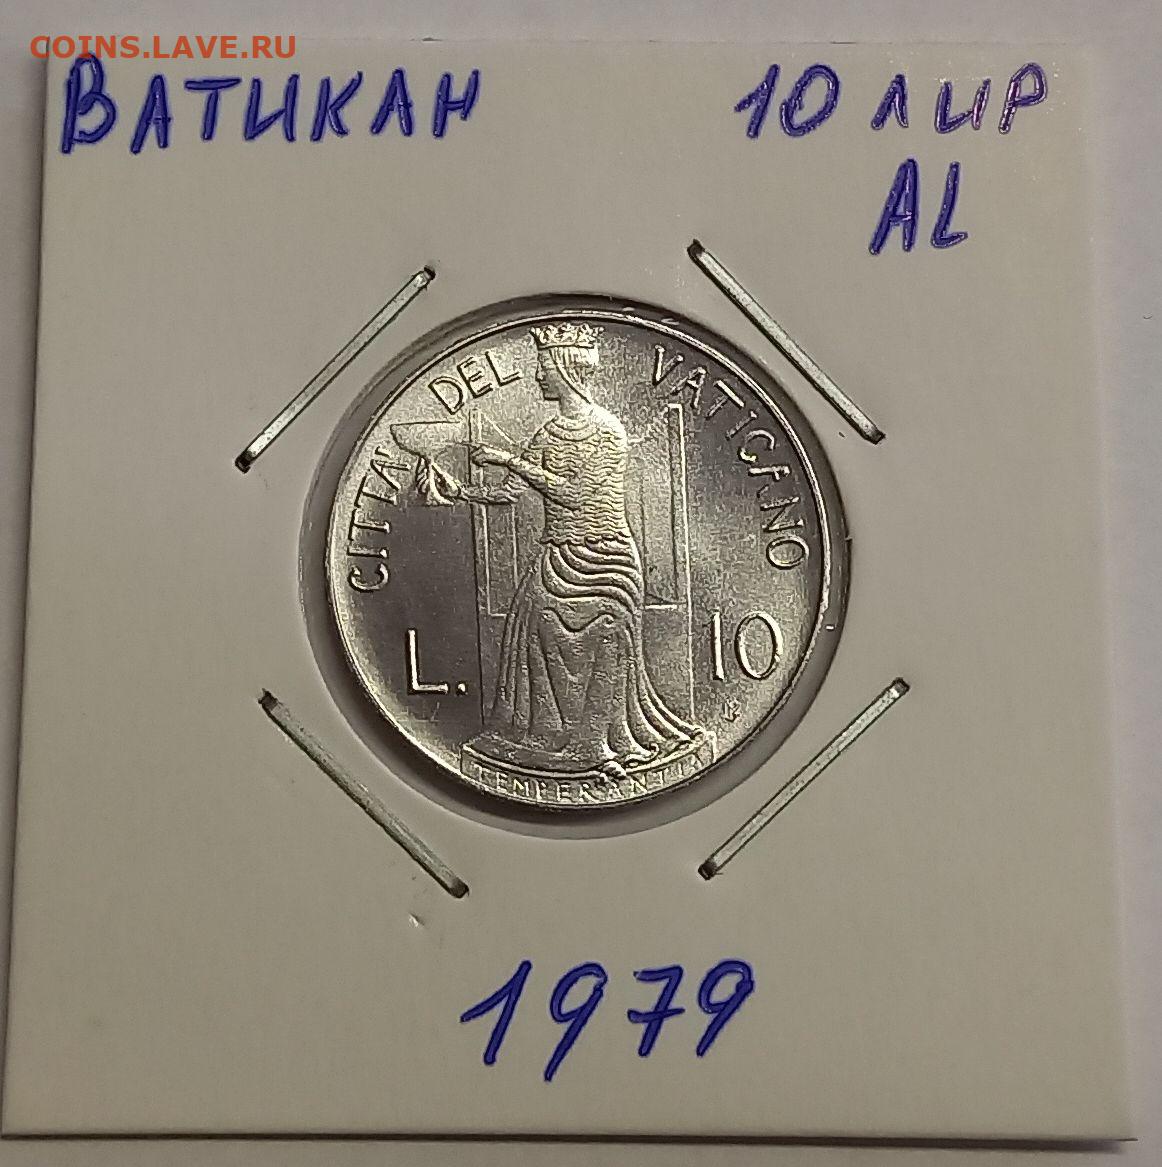 COINS.LAVE.RU
ВАТИКАН
10 ЛИР
AL
CITTA' DEL VATICANO
L. 10
TEMPERANTIA
1979